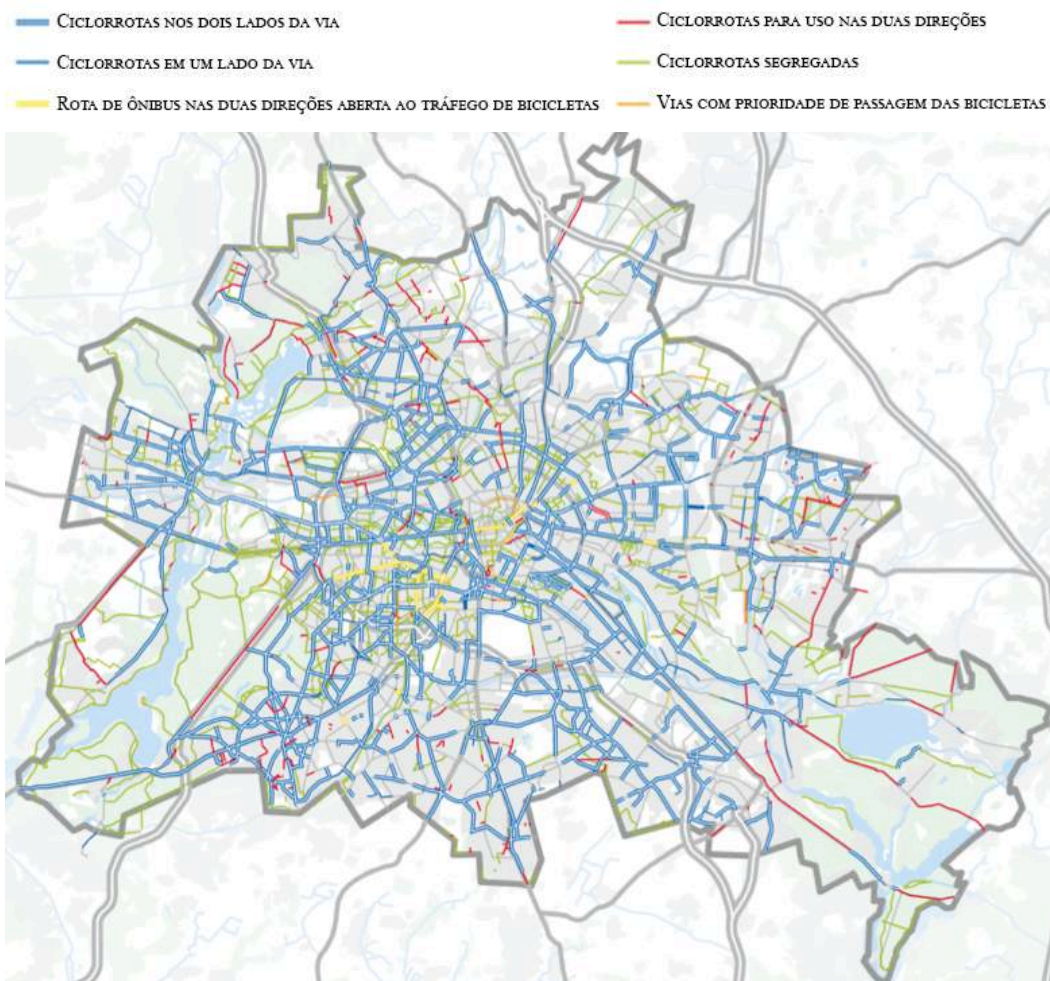 CICLORROTAS NOS DOIS LADOS DA VIA
CICLORROTAS EM UM LADO DA VIA
ROTA DE ÔNIBUS NAS DUAS DIREÇÕES ABERTA AO TRÁFEGO DE BICICLETAS
CICLORROTAS PARA USO NAS DUAS DIREÇÕES
CICLORROTAS SEGREGADAS
VIAS COM PRIORIDADE DE PASSAGEM DAS BICICLETAS